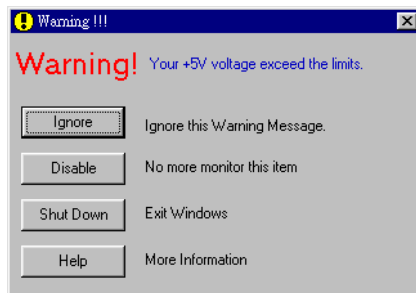 Warning !!!
Warning! Your +5V voltage exceed the limits.
Ignore Ignore this Warning Message.
Disable No more monitor this item
Shut Down Exit Windows
Help More Information